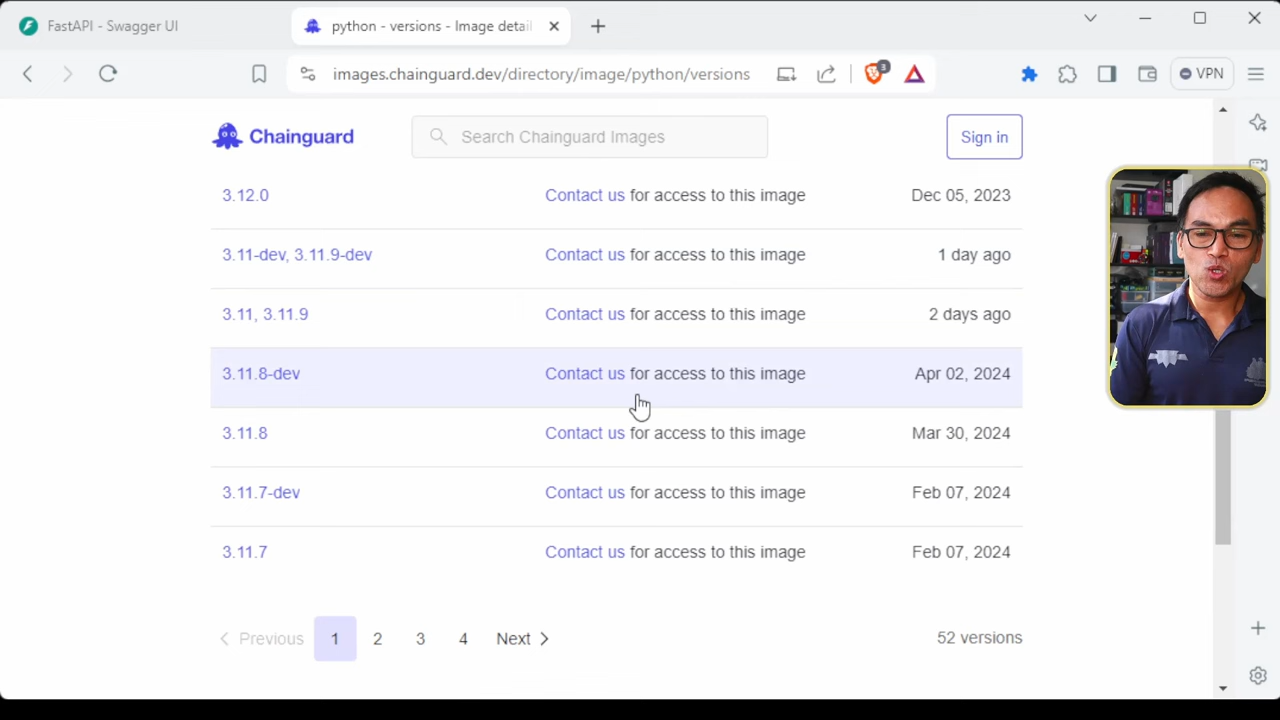 FastAPI - Swagger UI
python - versions - Image detail
images.chainguard.dev/directory/image/python/versions
3
VPN
Chainguard
Search Chainguard Images
Sign in
3.12.0 Contact us for access to this image Dec 05, 2023
3.11-dev, 3.11.9-dev Contact us for access to this image 1 day ago
3.11, 3.11.9 Contact us for access to this image 2 days ago
3.11.8-dev Contact us for access to this image Apr 02, 2024
3.11.8 Contact us for access to this image Mar 30, 2024
3.11.7-dev Contact us for access to this image Feb 07, 2024
3.11.7 Contact us for access to this image Feb 07, 2024
Previous 1 2 3 4 Next 52 versions